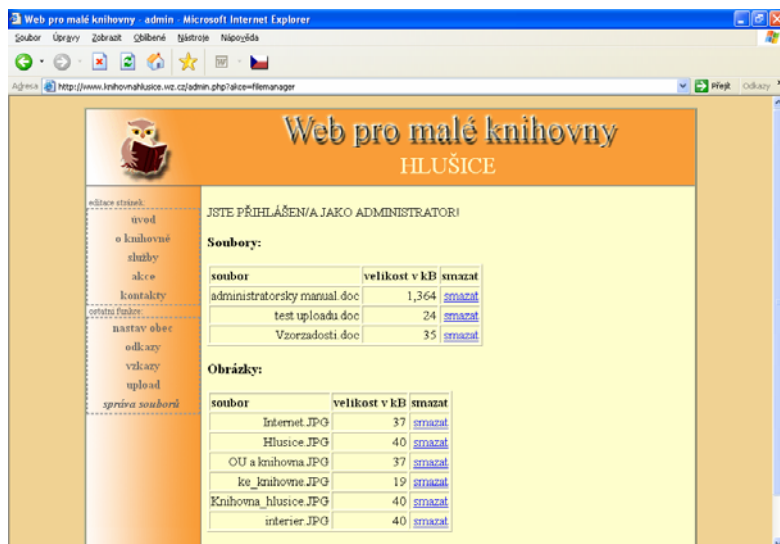 Web pro malé knihovny - admin - Microsoft Internet Explorer
Soubor Úpravy Zobrazit Oblíbené Nástroje Nápověda
Adresa http://www.knihovnahlusice.wz.cz/admin.php?akce=filemanager Přejít Odkazy
Web pro malé knihovny
HLUŠICE
editace stránek:
úvod
o knihovně
služby
akce
kontakty
ostatní funkce:
nastav obec
odkazy
vzkazy
upload
správa souborů
JSTE PŘIHLÁŠEN/A JAKO ADMINISTRATOR!
Soubory:
soubor velikost v kB smazat
administratorsky manual.doc 1,364 smazat
test uploadu.doc 24 smazat
Vzorzadosti.doc 35 smazat
Obrázky:
soubor velikost v kB smazat
Internet.JPG 37 smazat
Hlusice.JPG 40 smazat
OU a knihovna.JPG 37 smazat
ke_knihovne.JPG 19 smazat
Knihovna_hlusice.JPG 40 smazat
interier.JPG 40 smazat